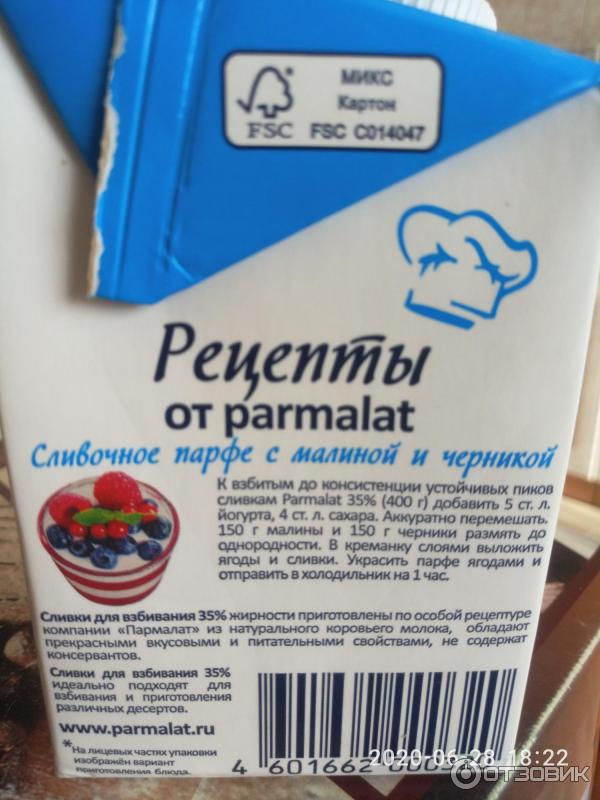 МИКС
Картон
FSC FSC C014047
Рецепты
от parmalat
Сливочное парфе с малиной и черникой
К взбитым до консистенции устойчивых пиков
сливкам Parmalat 35% (400 г) добавить 5 ст. л.
йогурта, 4 ст. л. сахара. Аккуратно перемешать.
150 г малины и 150 г черники размять до
однородности. В креманку слоями выложить
ягоды и сливки. Украсить парфе ягодами и
отправить в холодильник на 1 час.
Сливки для взбивания 35% жирности приготовлены по особой рецептуре
компании «Пармалат» из натурального коровьего молока, обладают
прекрасными вкусовыми и питательными свойствами, не содержат
консервантов.
Сливки для взбивания 35%
идеально подходят для
взбивания и приготовления
различных десертов.
www.parmalat.ru
*На лицевых частях упаковки
изображен вариант
приготовления блюда.
4 601662 000
2020-06-28 18:22
ОТЗОВИК